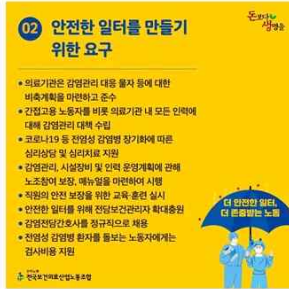 돈보다
생명을
02 안전한 일터를 만들기
위한 요구
• 의료기관은 감염관리 대응 물자 등에 대한
비축계획을 마련하고 준수
• 간접고용 노동자를 비롯 의료기관 내 모든 인력에
대해 감염관리 대책 수립
• 코로나19 등 전염성 감염병 장기화에 따른
심리상담 및 심리치료 지원
• 감염관리, 시설장비 및 인력 운영계획에 관해
노조참여 보장, 매뉴얼을 마련하여 시행
• 직원의 안전 보장을 위한 교육·훈련 실시
• 안전한 일터를 위해 전담보건관리자 확대충원
• 감염전담간호사를 정규직으로 채용
• 전염성 감염병 환자를 돌보는 노동자에게는
검사비용 지원
더 안전한 일터,
더 존중받는 노동
전국보건의료산업노동조합